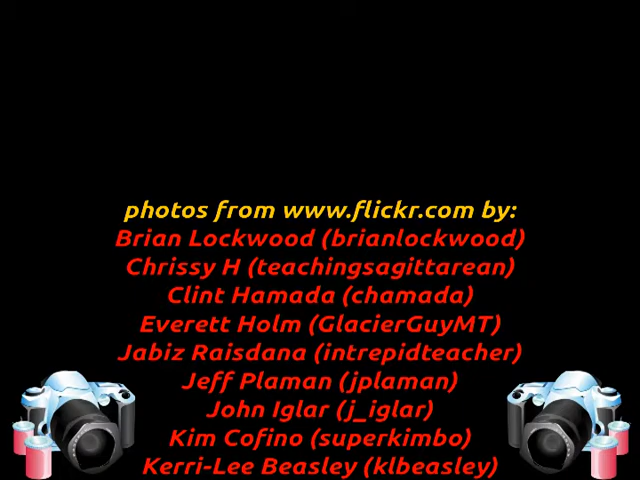 photos from www.flickr.com by:
Brian Lockwood (brianlockwood)
Chrissy H (teachingsagittarean)
Clint Hamada (chamada)
Everett Holm (GlacierGuyMT)
Jabiz Raisdana (intrepidteacher)
Jeff Plaman (jplaman)
John Iglar (j_iglar)
Kim Cofino (superkimbo)
Kerri-Lee Beasley (klbeasley)